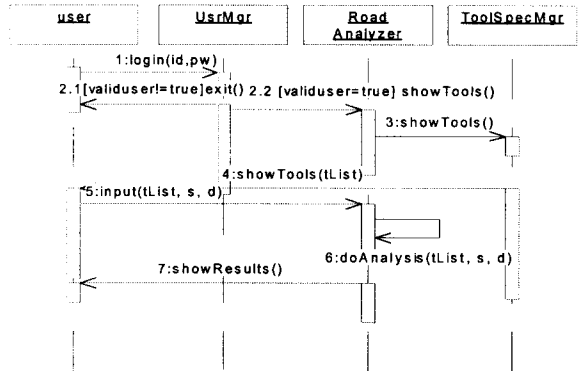 user
UsrMgr
Road
Analyzer
ToolSpecMgr
1:login(id,pw)
2.1[validuser!=true]exit()
2.2 [validuser=true} showTools()
3:showTools()
4:showTools(tList)
5:input(tList, s, d)
6:doAnalysis(tList, s, d)
7:showResults()